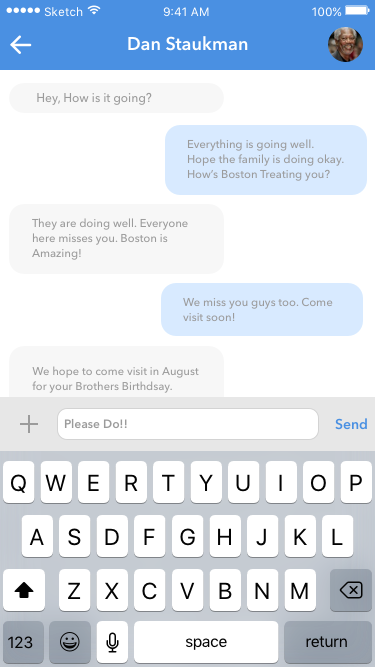 Sketch 9:41 AM 100%
Dan Staukman
Hey, How is it going?
Everything is going well.
Hope the family is doing okay.
How's Boston Treating you?
They are doing well. Everyone
here misses you. Boston is
Amazing!
We miss you guys too. Come
visit soon!
We hope to come visit in August
for your Brothers Birthdsay.
Please Do!! Send
Q W E R T Y U I O P
A S D F G H J K L
Z X C V B N M
123 space return